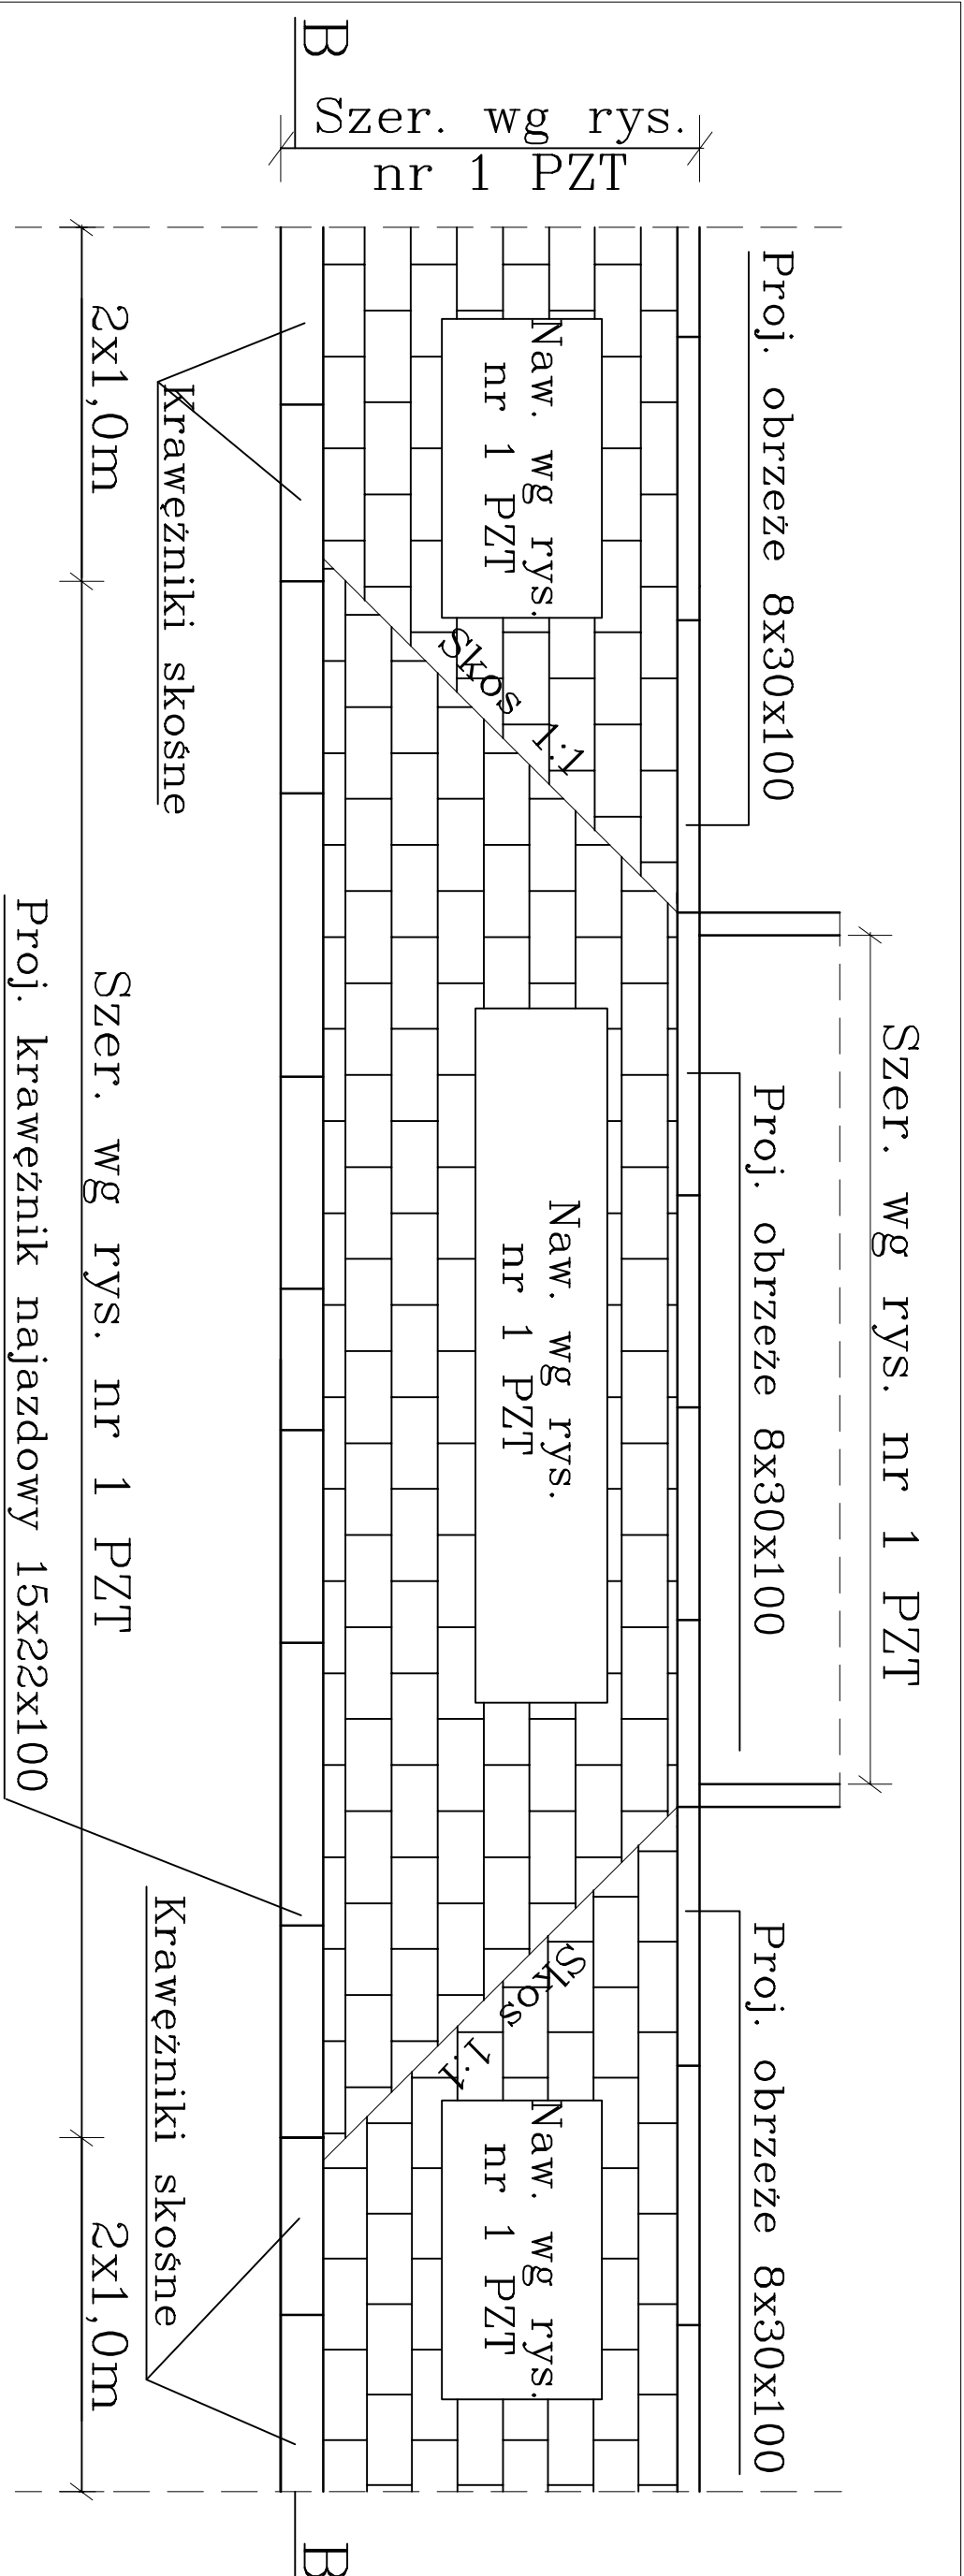 B
Szer. wg rys.
nr 1 PZT
Proj. obrzeże 8x30x100
Szer. wg rys. nr 1 PZT
Proj. obrzeże 8x30x100
Proj. obrzeże 8x30x100
Naw. wg rys.
nr 1 PZT
Skos 1:1
Naw. wg rys.
nr 1 PZT
Skos 1:1
Naw. wg rys.
nr 1 PZT
B
Krawężniki skośne
2x1,0m
Szer. wg rys. nr 1 PZT
Krawężniki skośne
2x1,0m
Proj. krawężnik najazdowy 15x22x100